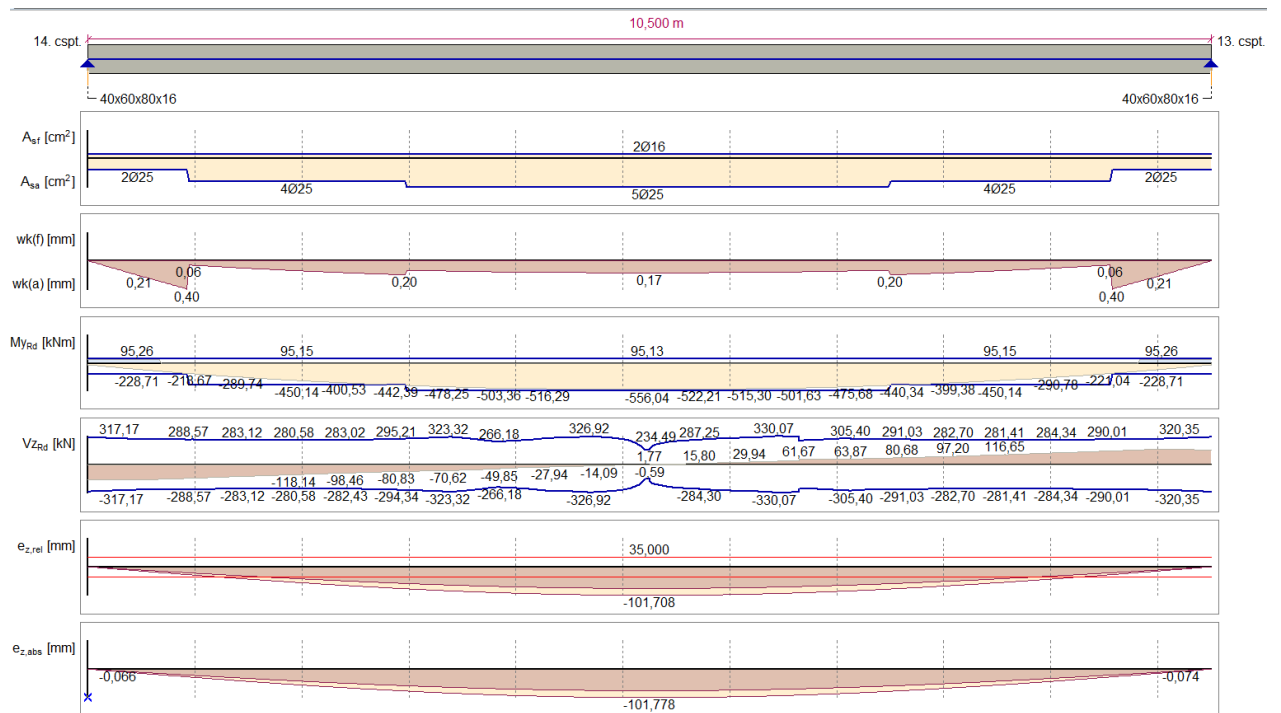 10,500 m
14. cspt.
13. cspt.
40x60x80x16
40x60x80x16
Asf [cm²]
2Ø16
Asa [cm²]
2Ø25
4Ø25
5Ø25
4Ø25
2Ø25
wk(f) [mm]
wk(a) [mm]
0,21
0,06
0,40
0,20
0,17
0,20
0,06
0,40
0,21
MyRd [kNm]
95,26 95,15 95,13 95,15 95,26
-228,71 -218,67 -289,74 -450,14 -400,53 -442,39 -478,25 -503,36 -516,29 -556,04 -522,21 -515,30 -501,63 -475,68 -440,34 -399,38 -450,14 -290,78 -221,04 -228,71
VzRd [kN]
317,17 288,57 283,12 280,58 283,02 295,21 323,32 266,18 326,92 234,49 287,25 330,07 305,40 291,03 282,70 281,41 284,34 290,01 320,35
1,77 15,80 29,94 61,67 63,87 80,68 97,20 116,65
-118,14 -98,46 -80,83 -70,62 -49,85 -27,94 -14,09 -0,59
-317,17 -288,57 -283,12 -280,58 -282,43 -294,34 -323,32 -266,18 -326,92 -284,30 -330,07 -305,40 -291,03 -282,70 -281,41 -284,34 -290,01 -320,35
ez,rel [mm]
35,000
-101,708
ez,abs [mm]
-0,066
-0,074
-101,778